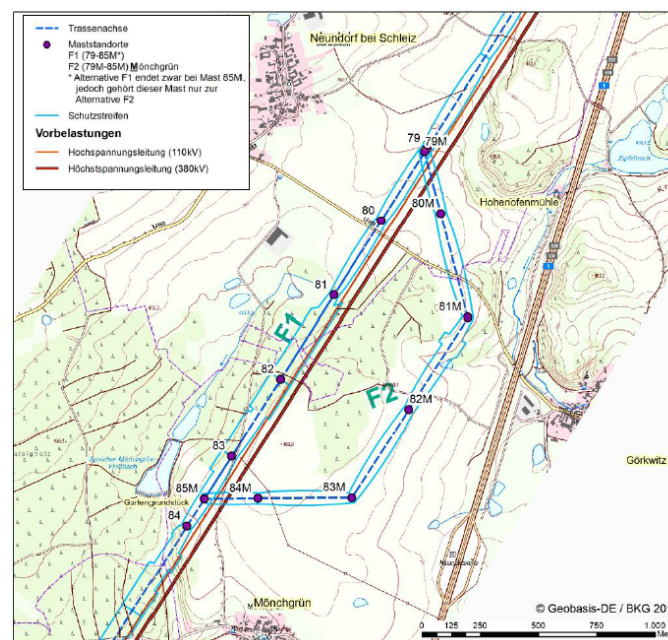 Trassenachse
Maststandorte
F1 (79-85M*)
F2 (79M-85M) Mönchgrün
* Alternative F1 endet zwar bei Mast 85M,
jedoch gehört dieser Mast nur zur
Alternative F2
Schutzstreifen
Vorbelastungen
Hochspannungsleitung (110kV)
Höchstspannungsleitung (380kV)
Neundorf bei Schleiz
79
79M
80
80M
Hohenofenmühle
81
81M
F1
82
F2
82M
83
Görkwitz
85M
84M
83M
Gartengrundstück
84
Mönchgrün
© Geobasis-DE / BKG 20
0 125 250 500 750 1.000